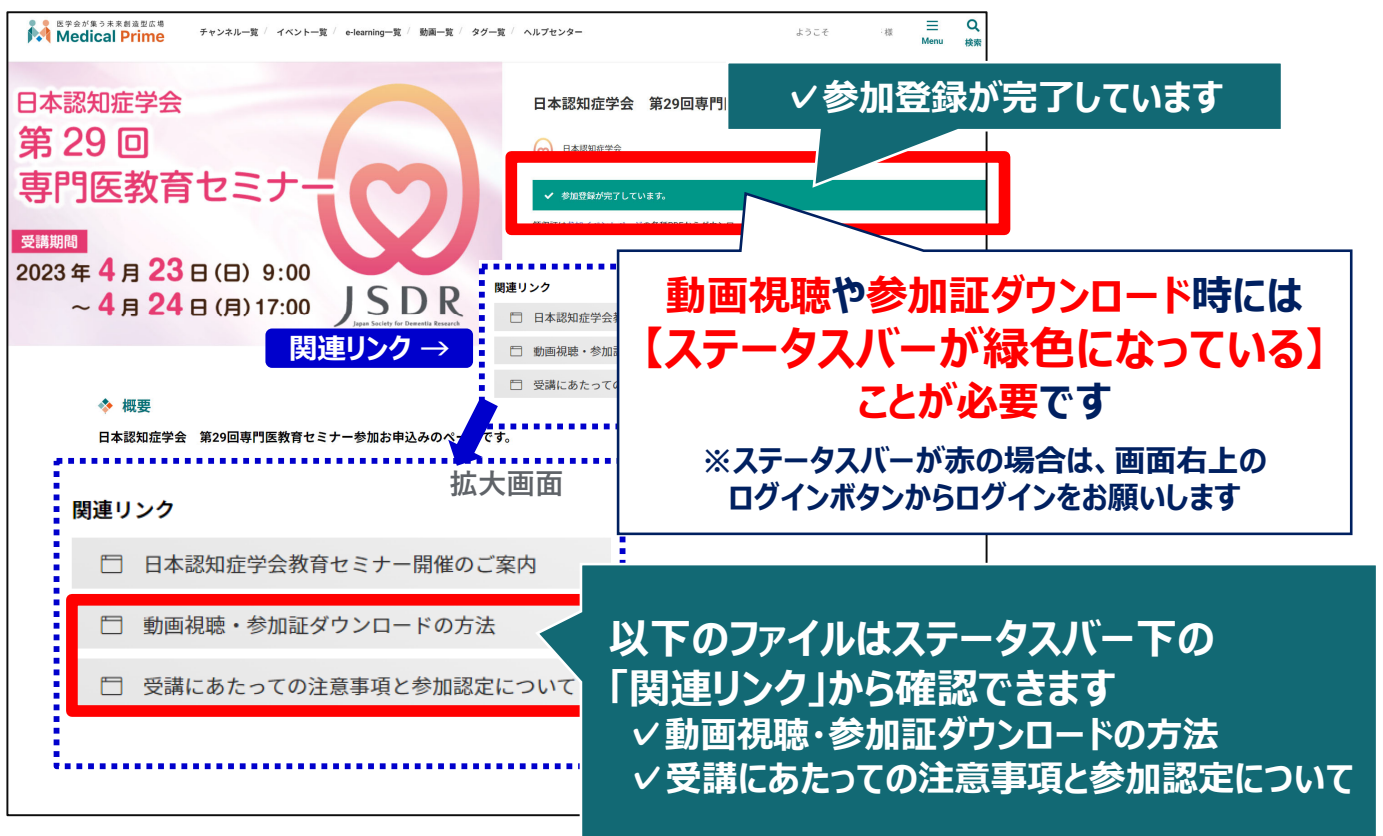 医学会が集う未来創造型広場
Medical Prime
チャンネル一覧 / イベント一覧 / e-learning一覧 / 動画一覧 / タグ一覧 / ヘルプセンター
ようこそ
様
Menu
検索
日本認知症学会
第 29 回
専門医教育セミナー
受講期間
2023 年 4 月 23 日 (日) 9:00
～ 4 月 24 日 (月) 17:00
JSDR
Japan Society for Dementia Research
日本認知症学会 第29回専門
✓参加登録が完了しています
日本認知症学会
✓ 参加登録が完了しています。
関連リンク
日本認知症学会
動画視聴・参加
受講にあたっての
関連リンク →
動画視聴や参加証ダウンロード時には
【ステータスバーが緑色になっている】
ことが必要です
※ステータスバーが赤の場合は、画面右上の
ログインボタンからログインをお願いします
概要
日本認知症学会 第29回専門医教育セミナー参加お申込みのペ
です。
拡大画面
関連リンク
日本認知症学会教育セミナー開催のご案内
動画視聴・参加証ダウンロードの方法
受講にあたっての注意事項と参加認定について
以下のファイルはステータスバー下の
「関連リンク」から確認できます
✓動画視聴・参加証ダウンロードの方法
✓受講にあたっての注意事項と参加認定について